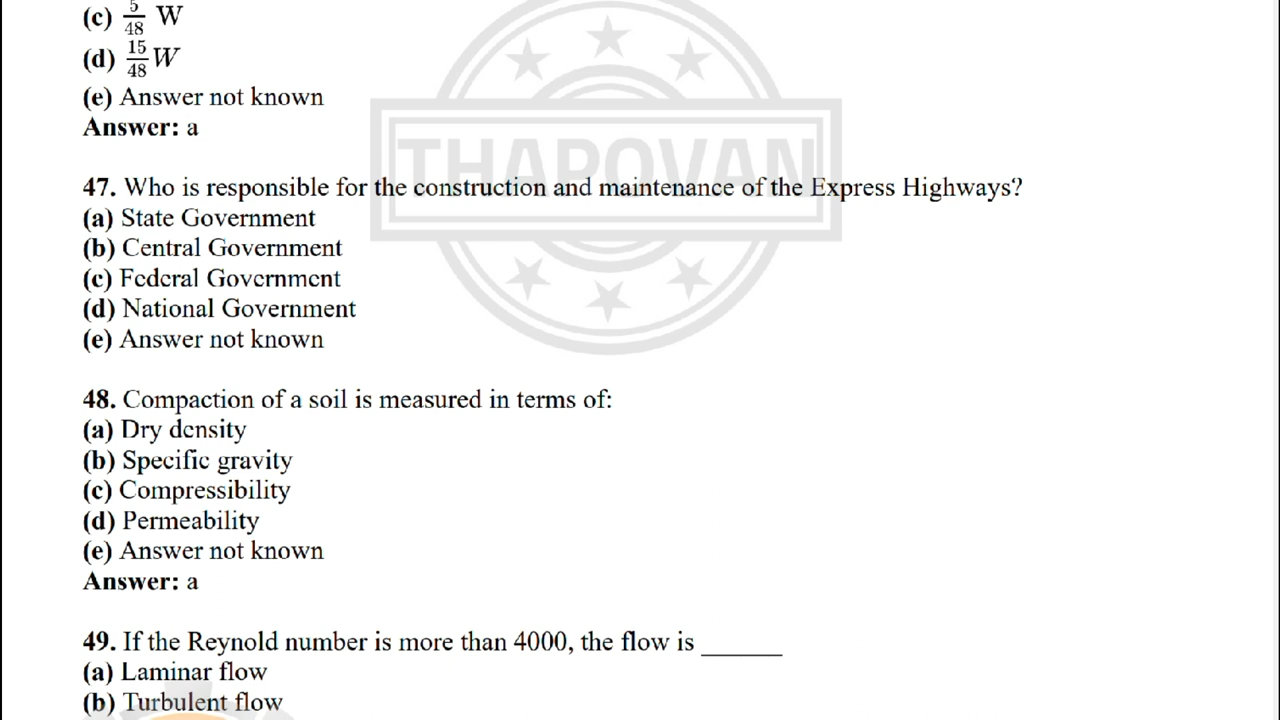 (c) 5/48 W
(d) 15/48 W
(e) Answer not known
Answer: a
THAPOVAN
47. Who is responsible for the construction and maintenance of the Express Highways?
(a) State Government
(b) Central Government
(c) Federal Government
(d) National Government
(e) Answer not known
48. Compaction of a soil is measured in terms of:
(a) Dry density
(b) Specific gravity
(c) Compressibility
(d) Permeability
(e) Answer not known
Answer: a
49. If the Reynold number is more than 4000, the flow is ______
(a) Laminar flow
(b) Turbulent flow